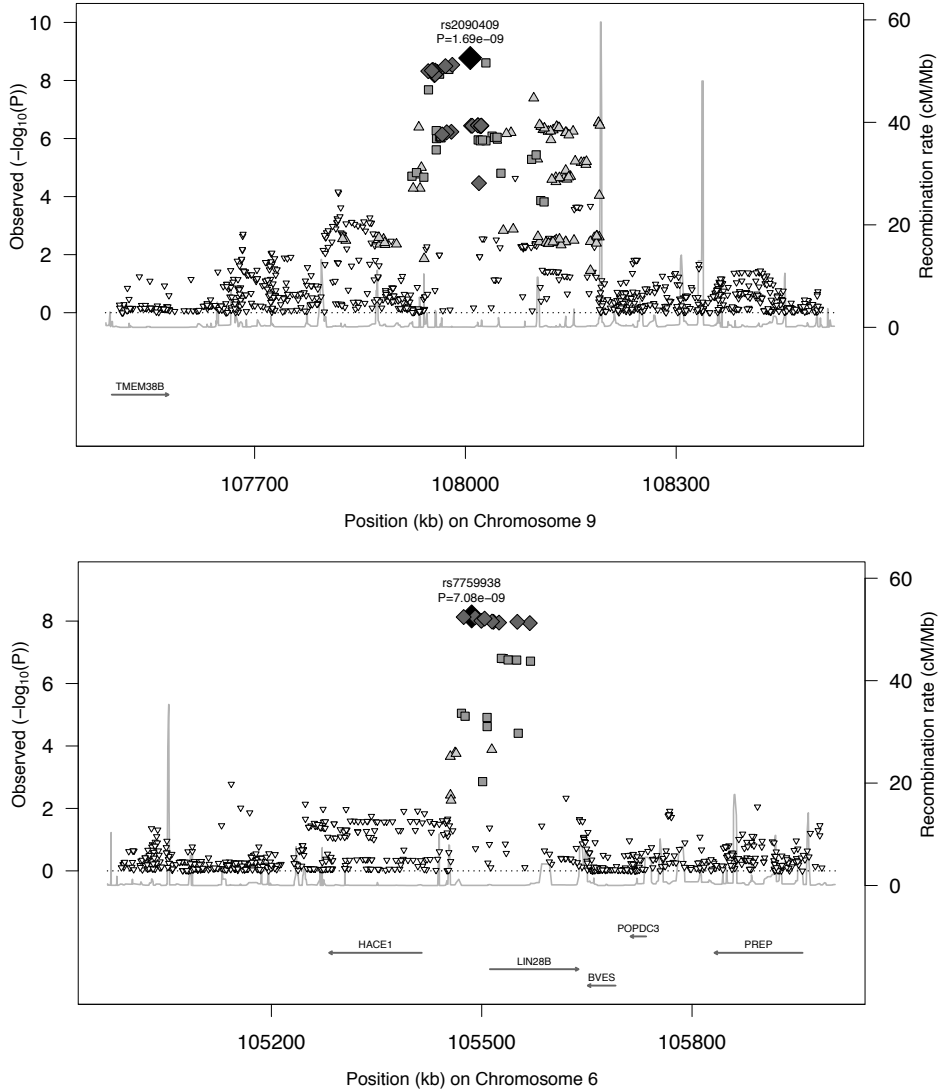 rs2090409
P=1.69e−09
10
8
6
4
2
0
Observed (−log10(P))
60
40
20
0
Recombination rate (cM/Mb)
TMEM38B
107700
108000
108300
Position (kb) on Chromosome 9
rs7759938
P=7.08e−09
8
6
4
2
0
Observed (−log10(P))
60
40
20
0
Recombination rate (cM/Mb)
POPDC3
HACE1
PREP
LIN28B
BVES
105200
105500
105800
Position (kb) on Chromosome 6